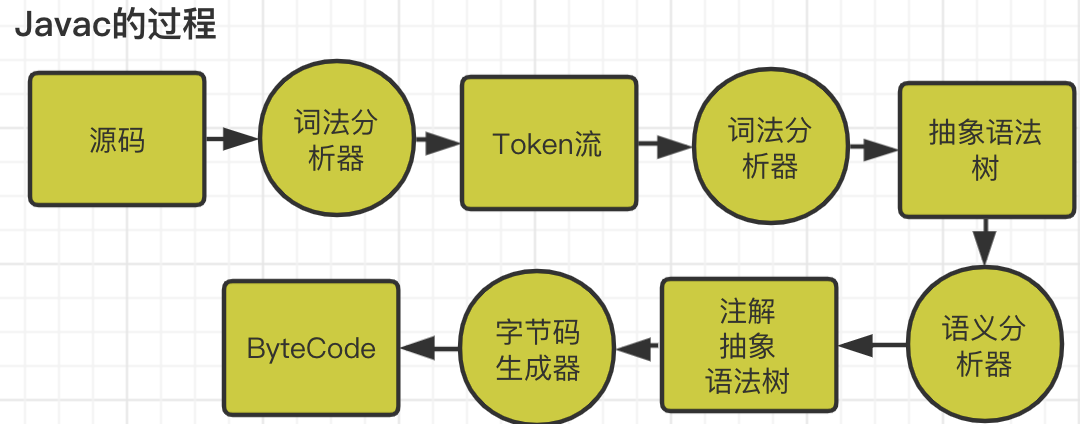 Javac的过程
源码
词法分
析器
Token流
词法分
析器
抽象语法
树
语义分
析器
注解
抽象
语法树
字节码
生成器
ByteCode